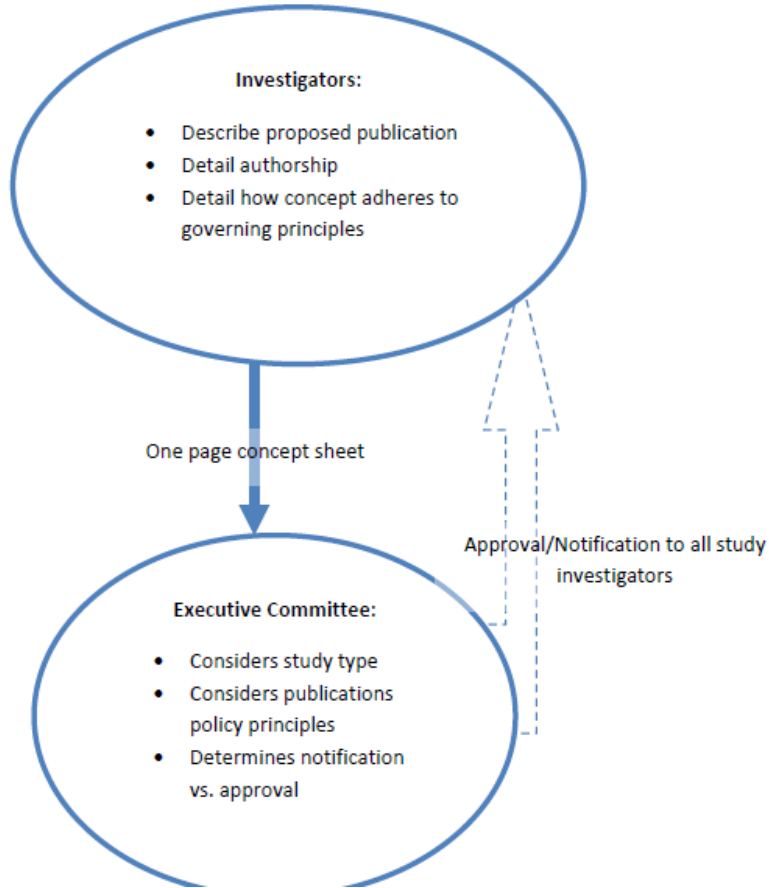 Investigators:
• Describe proposed publication
• Detail authorship
• Detail how concept adheres to
governing principles
One page concept sheet
Approval/Notification to all study
investigators
Executive Committee:
• Considers study type
• Considers publications
policy principles
• Determines notification
vs. approval